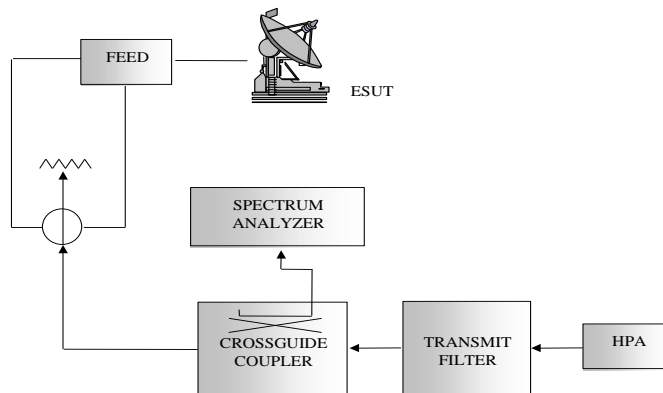 FEED
ESUT
SPECTRUM
ANALYZER
CROSSGUIDE
COUPLER
TRANSMIT
FILTER
HPA